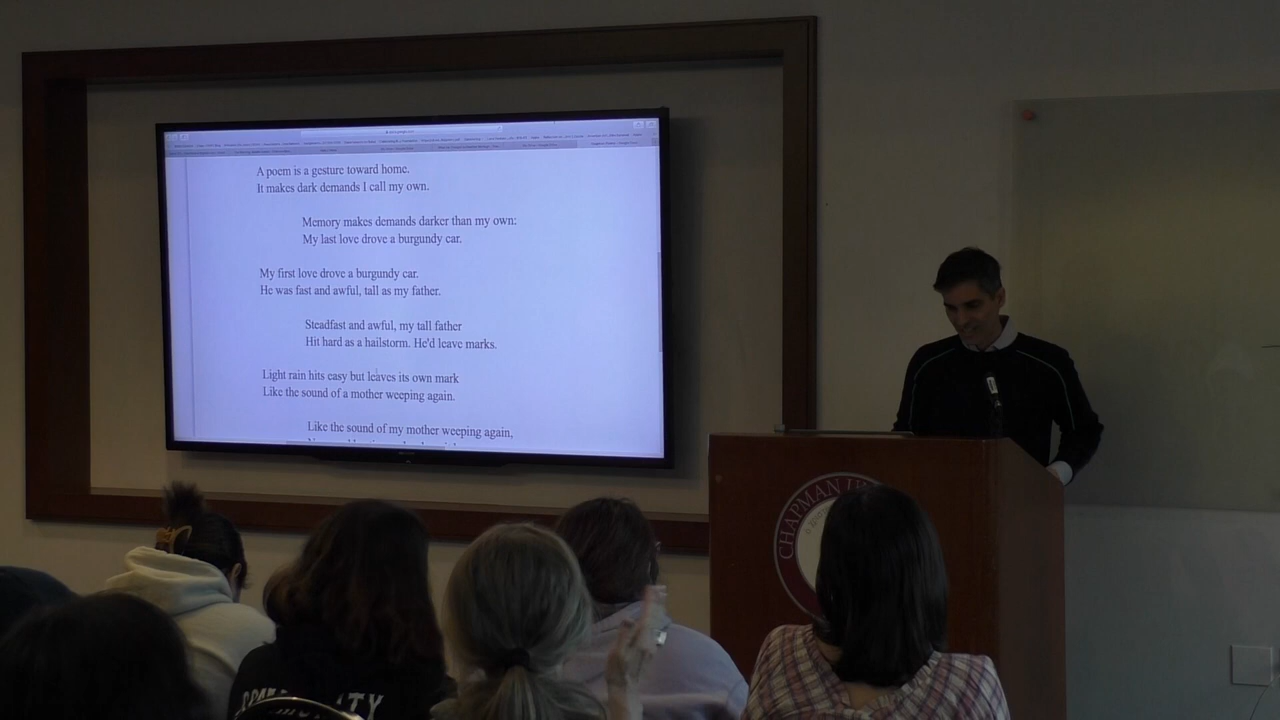 A poem is a gesture toward home.
It makes dark demands I call my own.
Memory makes demands darker than my own:
My last love drove a burgundy car.
My first love drove a burgundy car.
He was fast and awful, tall as my father.
Steadfast and awful, my tall father
Hit hard as a hailstorm. He'd leave marks.
Light rain hits easy but leaves its own mark
Like the sound of a mother weeping again.
Like the sound of my mother weeping again,
CHAPMAN UN